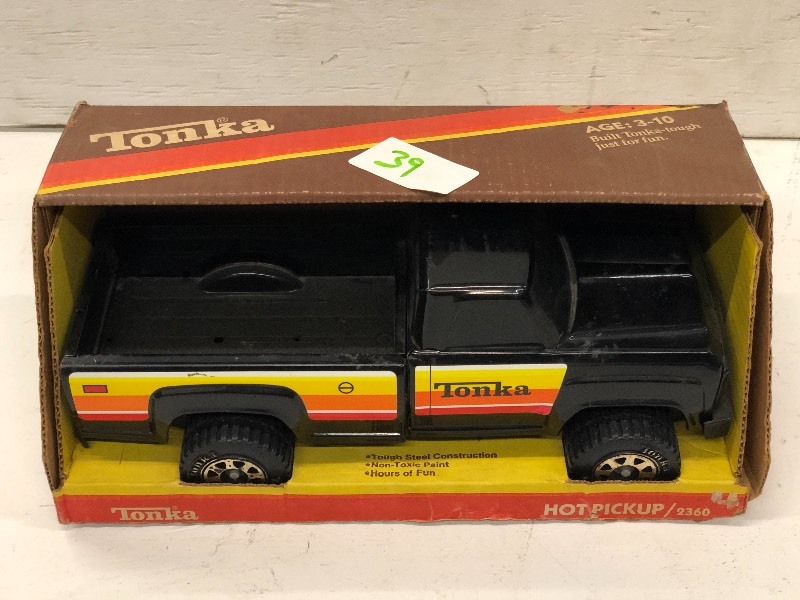 Tonka®
AGE: 3-10
Built Tonka-tough
just for fun.
39
Tonka
•Tough Steel Construction
•Non-Toxic Paint
•Hours of Fun
Tonka
HOT PICKUP/2360